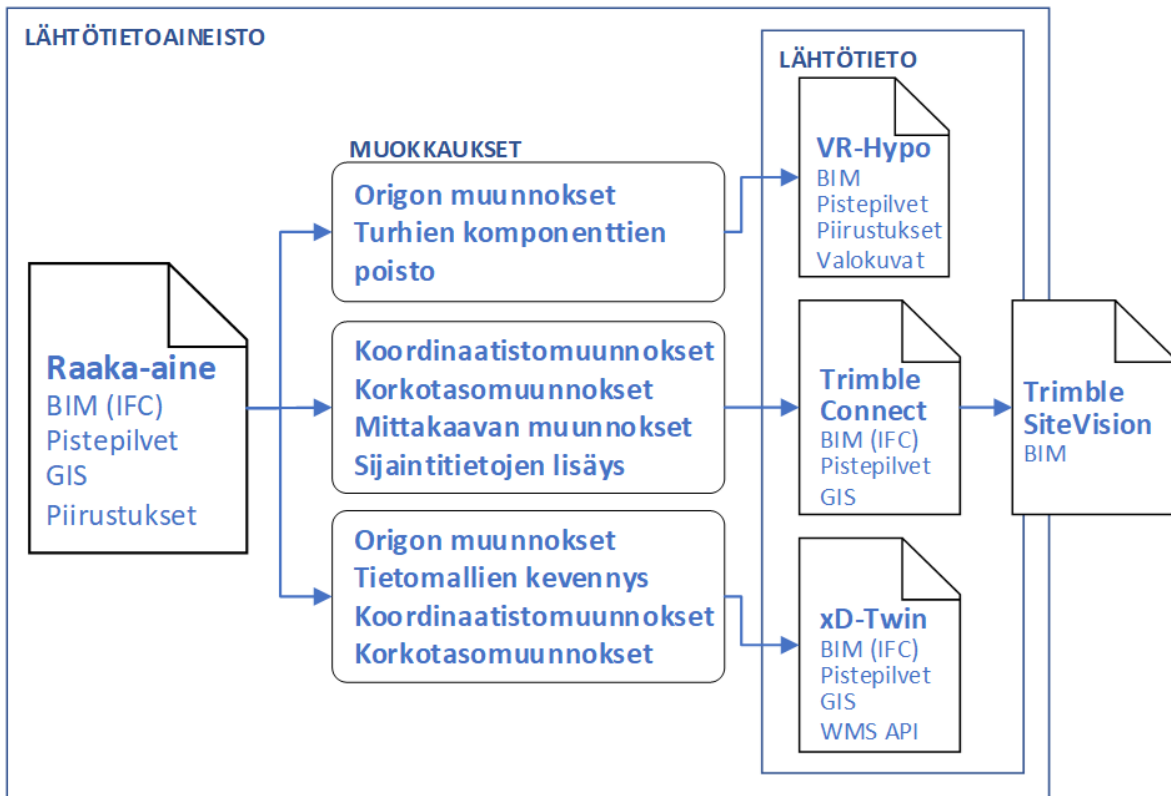 LÄHTÖTIETOAINEISTO
LÄHTÖTIETO
MUOKKAUKSET
Raaka-aine
BIM (IFC)
Pistepilvet
GIS
Piirustukset
Origon muunnokset
Turhien komponenttien
poisto
Koordinaatistomuunnokset
Korkotasomuunnokset
Mittakaavan muunnokset
Sijaintitietojen lisäys
Origon muunnokset
Tietomallien kevennys
Koordinaatistomuunnokset
Korkotasomuunnokset
VR-Hypo
BIM
Pistepilvet
Piirustukset
Valokuvat
Trimble
Connect
BIM (IFC)
Pistepilvet
GIS
xD-Twin
BIM (IFC)
Pistepilvet
GIS
WMS API
Trimble
SiteVision
BIM